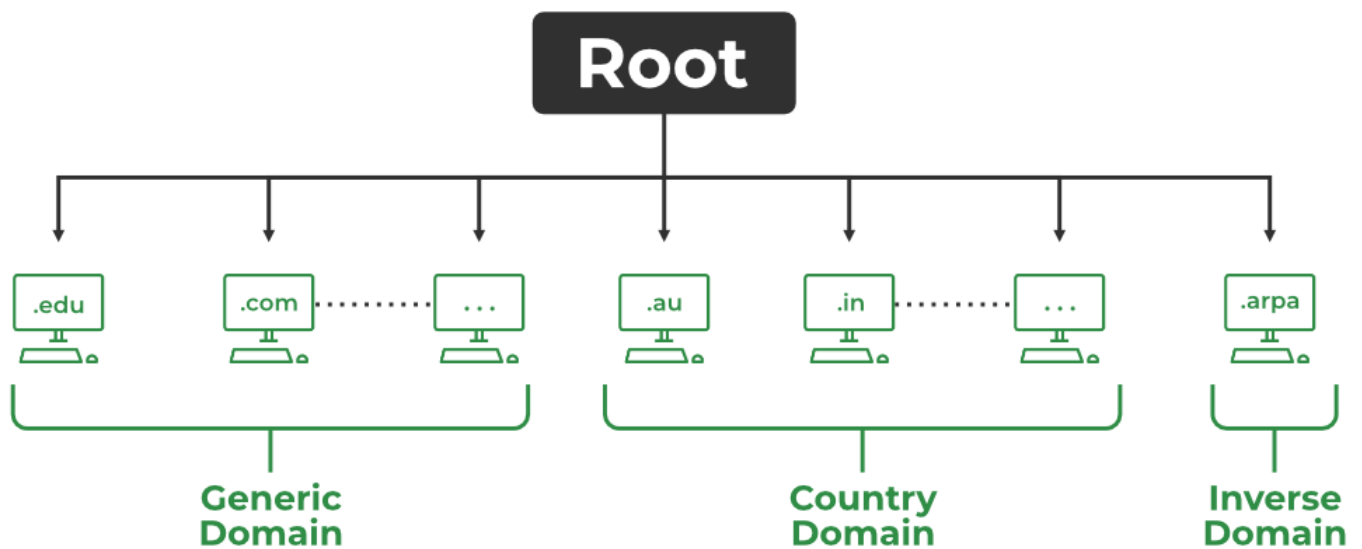 Root
.edu
.com
...
.au
.in
...
.arpa
Generic
Domain
Country
Domain
Inverse
Domain